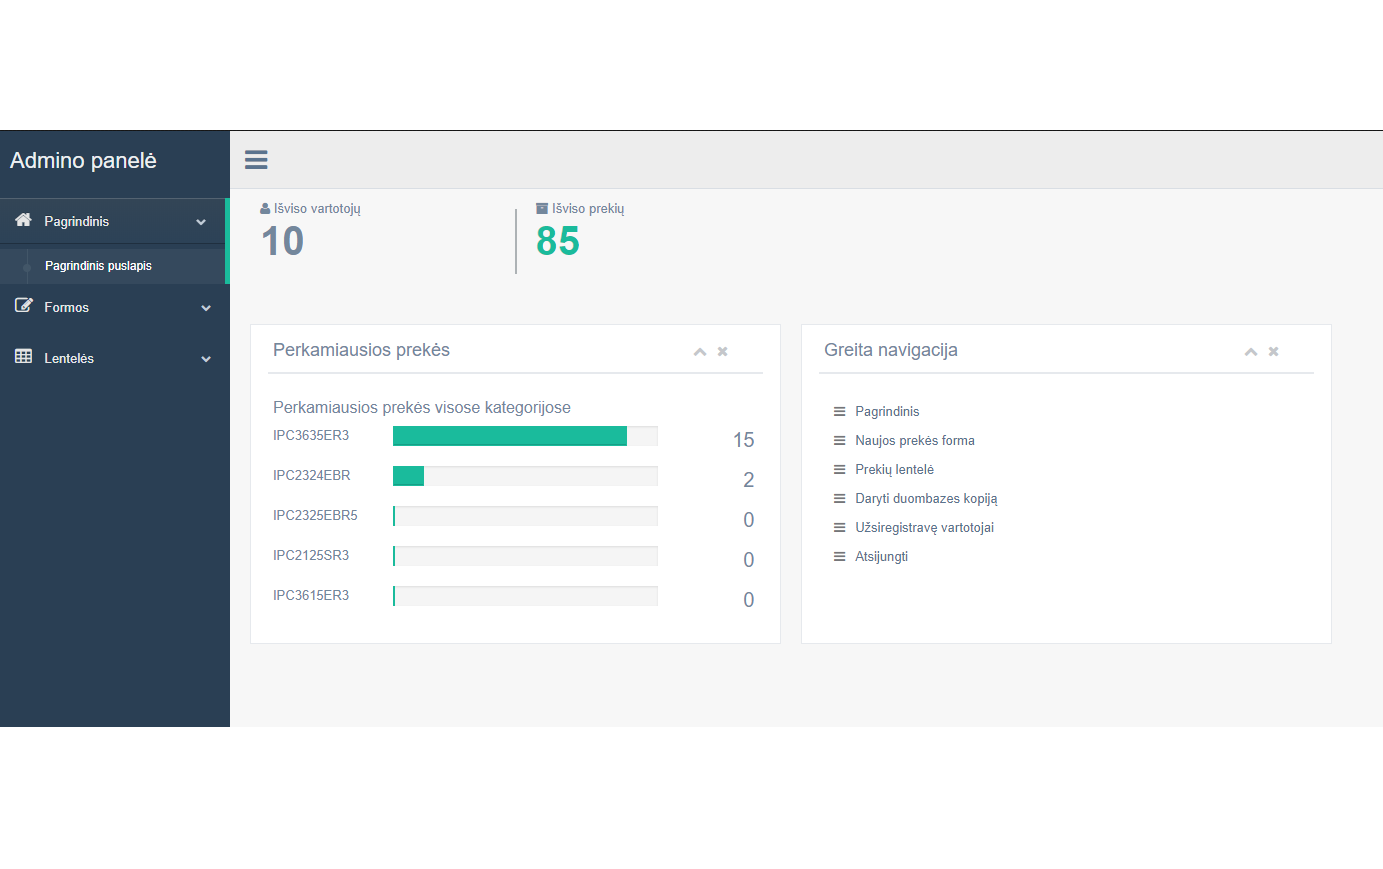 Admino panelė
Pagrindinis
Pagrindinis puslapis
Formos
Lentelės
Išviso vartotojų
10
Išviso prekių
85
Perkamiausios prekės
Perkamiausios prekės visose kategorijose
IPC3635ER3 15
IPC2324EBR 2
IPC2325EBR5 0
IPC2125SR3 0
IPC3615ER3 0
Greita navigacija
Pagrindinis
Naujos prekės forma
Prekių lentelė
Daryti duombazes kopiją
Užsiregistravę vartotojai
Atsijungti